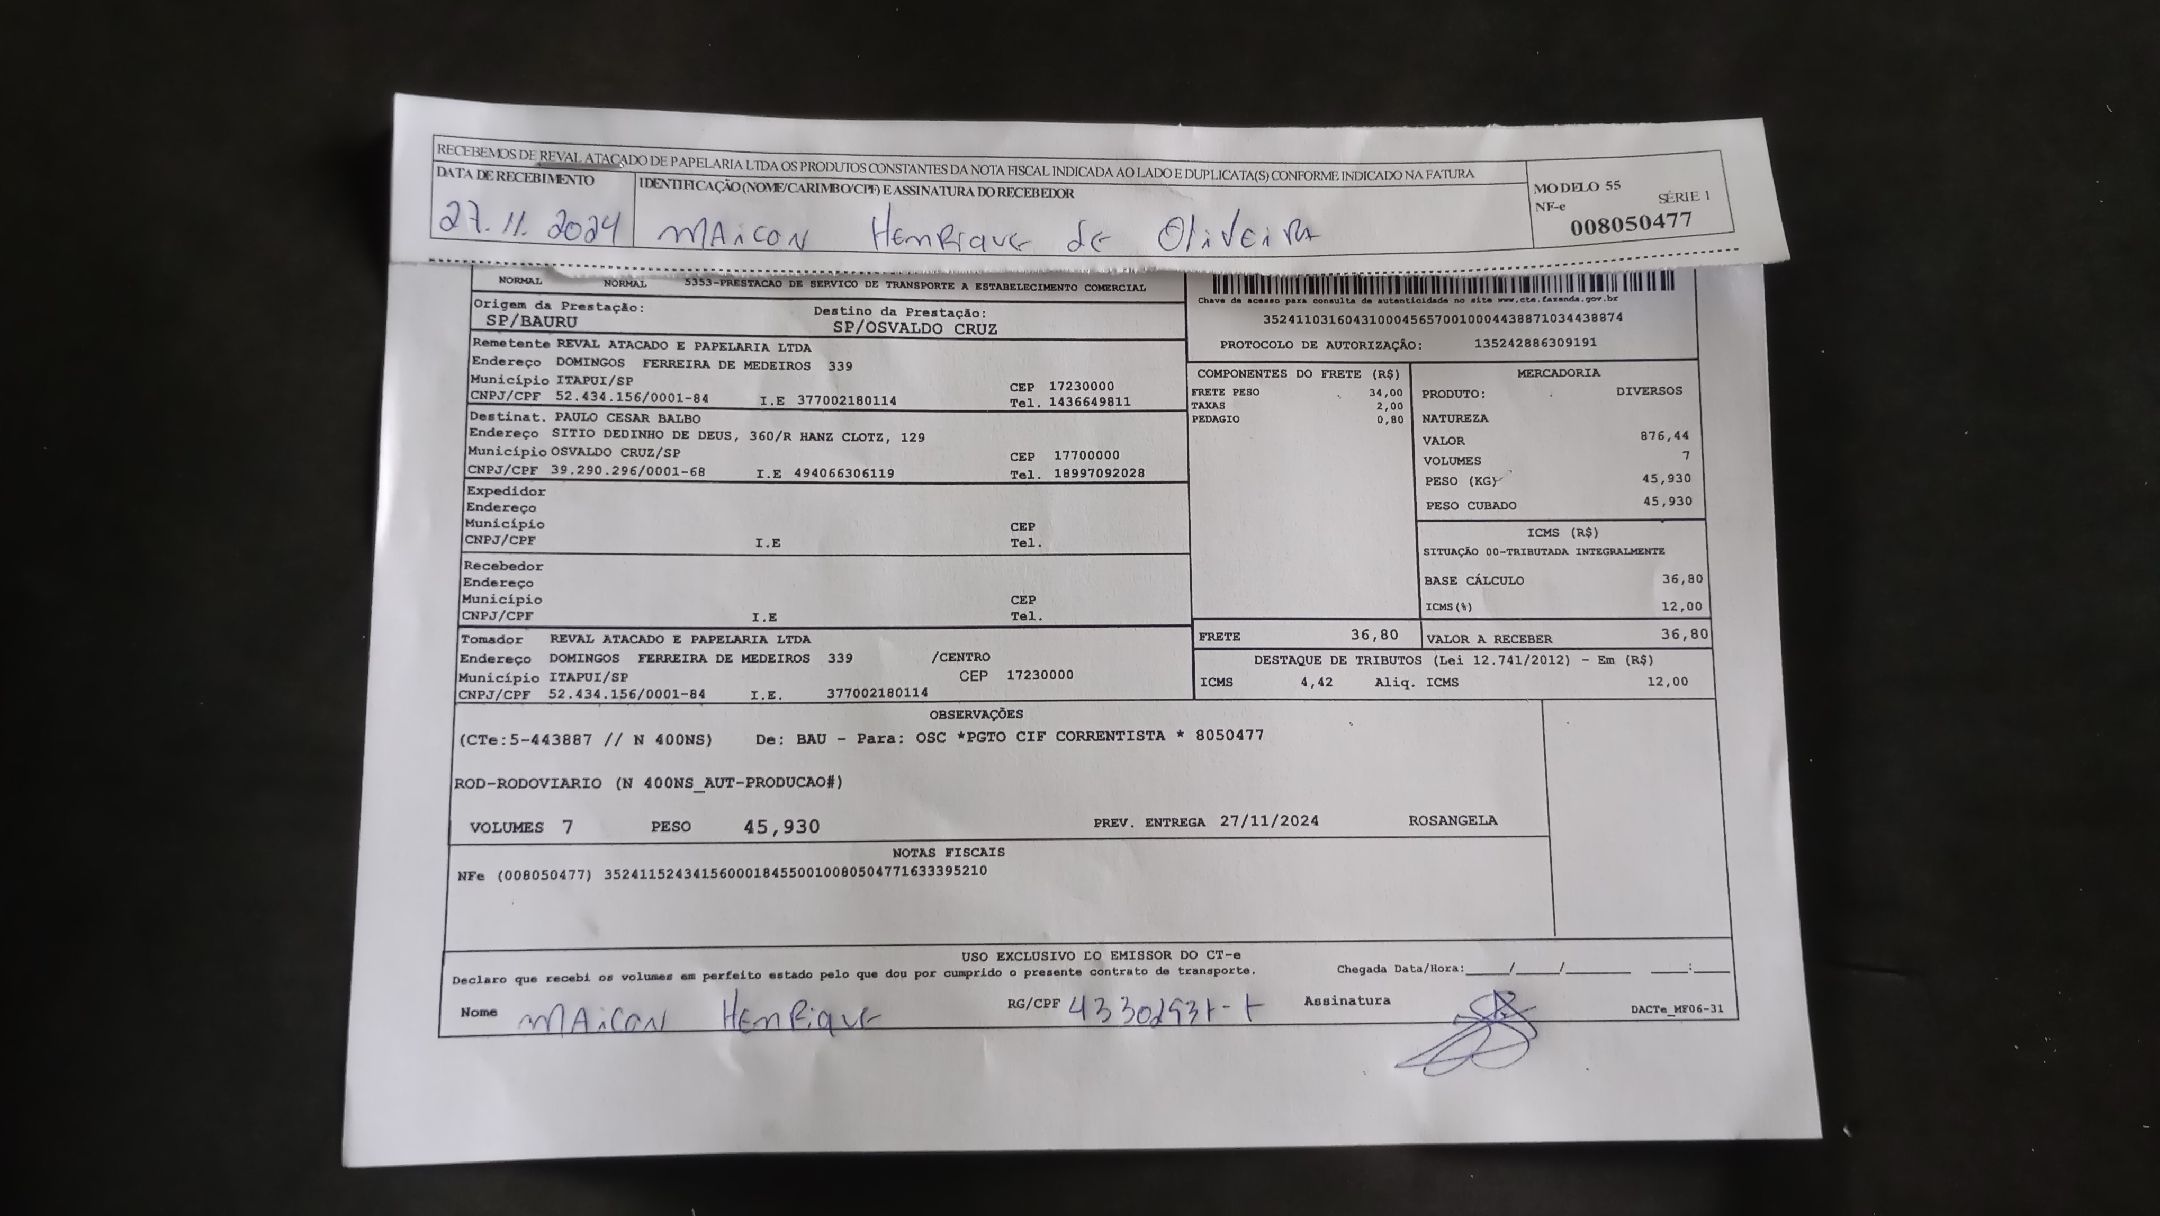 RECEBEMOS DE REVAL ATACADO DE PAPELARIA LTDA OS PRODUTOS CONSTANTES DA NOTA FISCAL INDICADA AO LADO E DUPLICATA(S) CONFORME INDICADO NA FATURA
DATA DE RECEBIMENTO IDENTIFICAÇÃO (NOME/CARIMBO/CPF) E ASSINATURA DO RECEBEDOR
MODELO 55
NF-e SÉRIE 1
008050477
27.11.2024 MAiCON HENRique de OliveiRA
NORMAL NORMAL 5353-PRESTACAO DE SERVICO DE TRANSPORTE A ESTABELECIMENTO COMERCIAL
Origem da Prestação: Destino da Prestação:
SP/BAURU SP/OSVALDO CRUZ
Remetente REVAL ATACADO E PAPELARIA LTDA
Endereço DOMINGOS FERREIRA DE MEDEIROS 339
Município ITAPUI/SP CEP 17230000
CNPJ/CPF 52.434.156/0001-84 I.E 377002180114 Tel. 1436649811
Destinat. PAULO CESAR BALBO
Endereço SITIO DEDINHO DE DEUS, 360/R HANZ CLOTZ, 129
Município OSVALDO CRUZ/SP CEP 17700000
CNPJ/CPF 39.290.296/0001-68 I.E 494066306119 Tel. 18997092028
Expedidor
Endereço
Município CEP
CNPJ/CPF I.E Tel.
Recebedor
Endereço
Município CEP
CNPJ/CPF I.E Tel.
Tomador REVAL ATACADO E PAPELARIA LTDA
Endereço DOMINGOS FERREIRA DE MEDEIROS 339 /CENTRO
Município ITAPUI/SP CEP 17230000
CNPJ/CPF 52.434.156/0001-84 I.E. 377002180114
Chave de acesso para consulta de autenticidade no site www.cte.fazenda.gov.br
35241103160431000456570010004438871034438874
PROTOCOLO DE AUTORIZAÇÃO: 135242886309191
COMPONENTES DO FRETE (R$)
FRETE PESO 34,00
TAXAS 2,00
PEDAGIO 0,80
MERCADORIA
PRODUTO: DIVERSOS
NATUREZA
VALOR 876,44
VOLUMES 7
PESO (KG) 45,930
PESO CUBADO 45,930
ICMS (R$)
SITUAÇÃO 00-TRIBUTADA INTEGRALMENTE
BASE CÁLCULO 36,80
ICMS(%) 12,00
FRETE 36,80 VALOR A RECEBER 36,80
DESTAQUE DE TRIBUTOS (Lei 12.741/2012) - Em (R$)
ICMS 4,42 Aliq. ICMS 12,00
OBSERVAÇÕES
(CTe:5-443887 // N 400NS) De: BAU - Para: OSC *PGTO CIF CORRENTISTA * 8050477
ROD-RODOVIARIO (N 400NS_AUT-PRODUCAO#)
VOLUMES 7 PESO 45,930 PREV. ENTREGA 27/11/2024 ROSANGELA
NOTAS FISCAIS
NFe (008050477) 35241152434156000184550010080504771633395210
USO EXCLUSIVO DO EMISSOR DO CT-e
Declaro que recebi os volumes em perfeito estado pelo que dou por cumprido o presente contrato de transporte. Chegada Data/Hora:____/____/______ ____:____
Nome MAiCON HENRique RG/CPF Assinatura DACTe_MF06-31